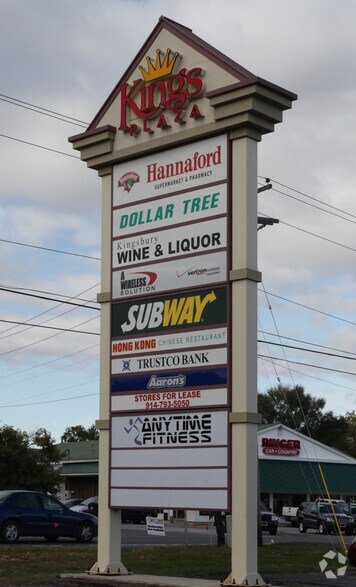 Kings
PLAZA
Hannaford
SUPERMARKET & PHARMACY
DOLLAR TREE
Kingsbury
WINE & LIQUOR
A
WIRELESS
SOLUTION
verizon
SUBWAY
HONG KONG CHINESE RESTAURANT
TRUSTCO BANK
Aaron's
STORES FOR LEASE
914.793-5050
ANYTIME
FITNESS
RINGER
CAR • COUNTRY